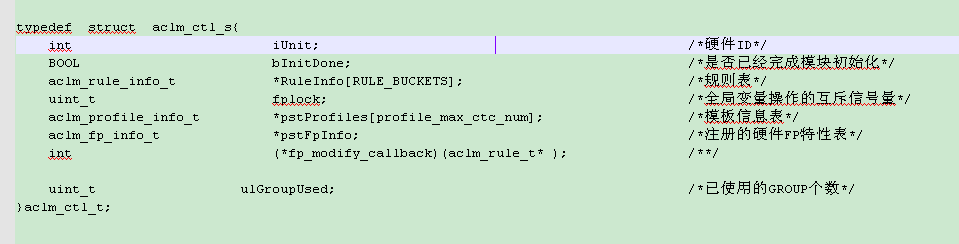 typedef struct aclm_ctl_s{
int iUnit; /*硬件ID*/
BOOL bInitDone; /*是否已经完成模块初始化*/
aclm_rule_info_t *RuleInfo[RULE_BUCKETS]; /*规则表*/
uint_t fplock; /*全局变量操作的互斥信号量*/
aclm_profile_info_t *pstProfiles[profile_max_ctc_num]; /*模板信息表*/
aclm_fp_info_t *pstFpInfo; /*注册的硬件FP特性表*/
int (*fp_modify_callback)(aclm_rule_t* ); /**/
uint_t ulGroupUsed; /*已使用的GROUP个数*/
}aclm_ctl_t;